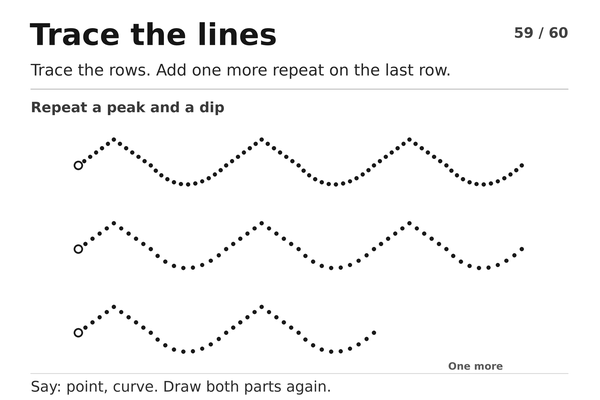 Trace the lines
59 / 60
Trace the rows. Add one more repeat on the last row.
Repeat a peak and a dip
One more
Say: point, curve. Draw both parts again.